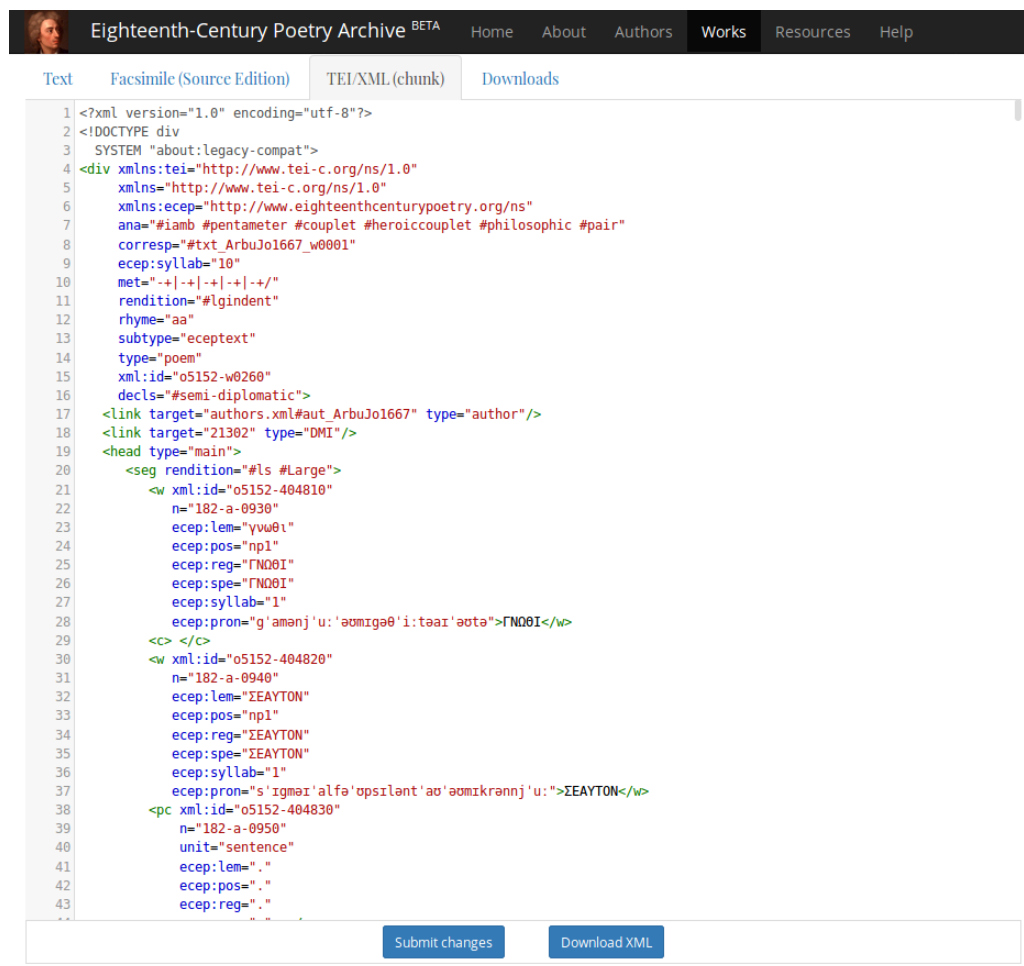 Eighteenth-Century Poetry Archive BETA Home About Authors Works Resources Help
Text Facsimile (Source Edition) TEI/XML (chunk) Downloads
1 <?xml version="1.0" encoding="utf-8"?>
2 <!DOCTYPE div
3 SYSTEM "about:legacy-compat">
4 <div xmlns:tei="http://www.tei-c.org/ns/1.0"
5 xmlns="http://www.tei-c.org/ns/1.0"
6 xmlns:ecep="http://www.eighteenthcenturypoetry.org/ns"
7 ana="#iamb #pentameter #couplet #heroiccouplet #philosophic #pair"
8 corresp="#txt_ArbuJo1667_w0001"
9 ecep:syllab="10"
10 met="-+|-+|-+|-+|-+/"
11 rendition="#lgindent"
12 rhyme="aa"
13 subtype="eceptext"
14 type="poem"
15 xml:id="o5152-w0260"
16 decls="#semi-diplomatic">
17 <link target="authors.xml#aut_ArbuJo1667" type="author"/>
18 <link target="21302" type="DMI"/>
19 <head type="main">
20 <seg rendition="#ls #Large">
21 <w xml:id="o5152-404810"
22 n="182-a-0930"
23 ecep:lem="γνωθι"
24 ecep:pos="np1"
25 ecep:reg="ΓΝΩΘΙ"
26 ecep:spe="ΓΝΩΘΙ"
27 ecep:syllab="1"
28 ecep:pron="gˈamənjˈuːˈəʊmɪgəθˈiːtəaɪˈəʊtə">ΓΝΩΘΙ</w>
29 <c> </c>
30 <w xml:id="o5152-404820"
31 n="182-a-0940"
32 ecep:lem="ΣΕΑΥΤΟΝ"
33 ecep:pos="np1"
34 ecep:reg="ΣΕΑΥΤΟΝ"
35 ecep:spe="ΣΕΑΥΤΟΝ"
36 ecep:syllab="1"
37 ecep:pron="sˈɪgməɪˈalfəˈʊpsɪləntˈaʊˈəʊmɪkrənnjˈuː">ΣΕΑΥΤΟΝ</w>
38 <pc xml:id="o5152-404830"
39 n="182-a-0950"
40 unit="sentence"
41 ecep:lem="."
42 ecep:pos="."
43 ecep:reg="."
Submit changes Download XML